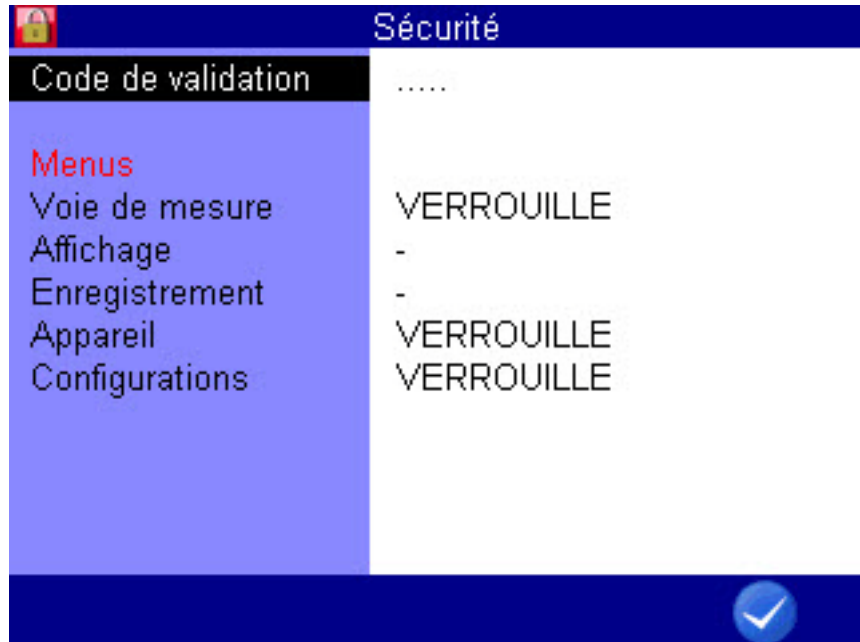 Sécurité
Code de validation .....
Menus
Voie de mesure VERROUILLE
Affichage -
Enregistrement -
Appareil VERROUILLE
Configurations VERROUILLE